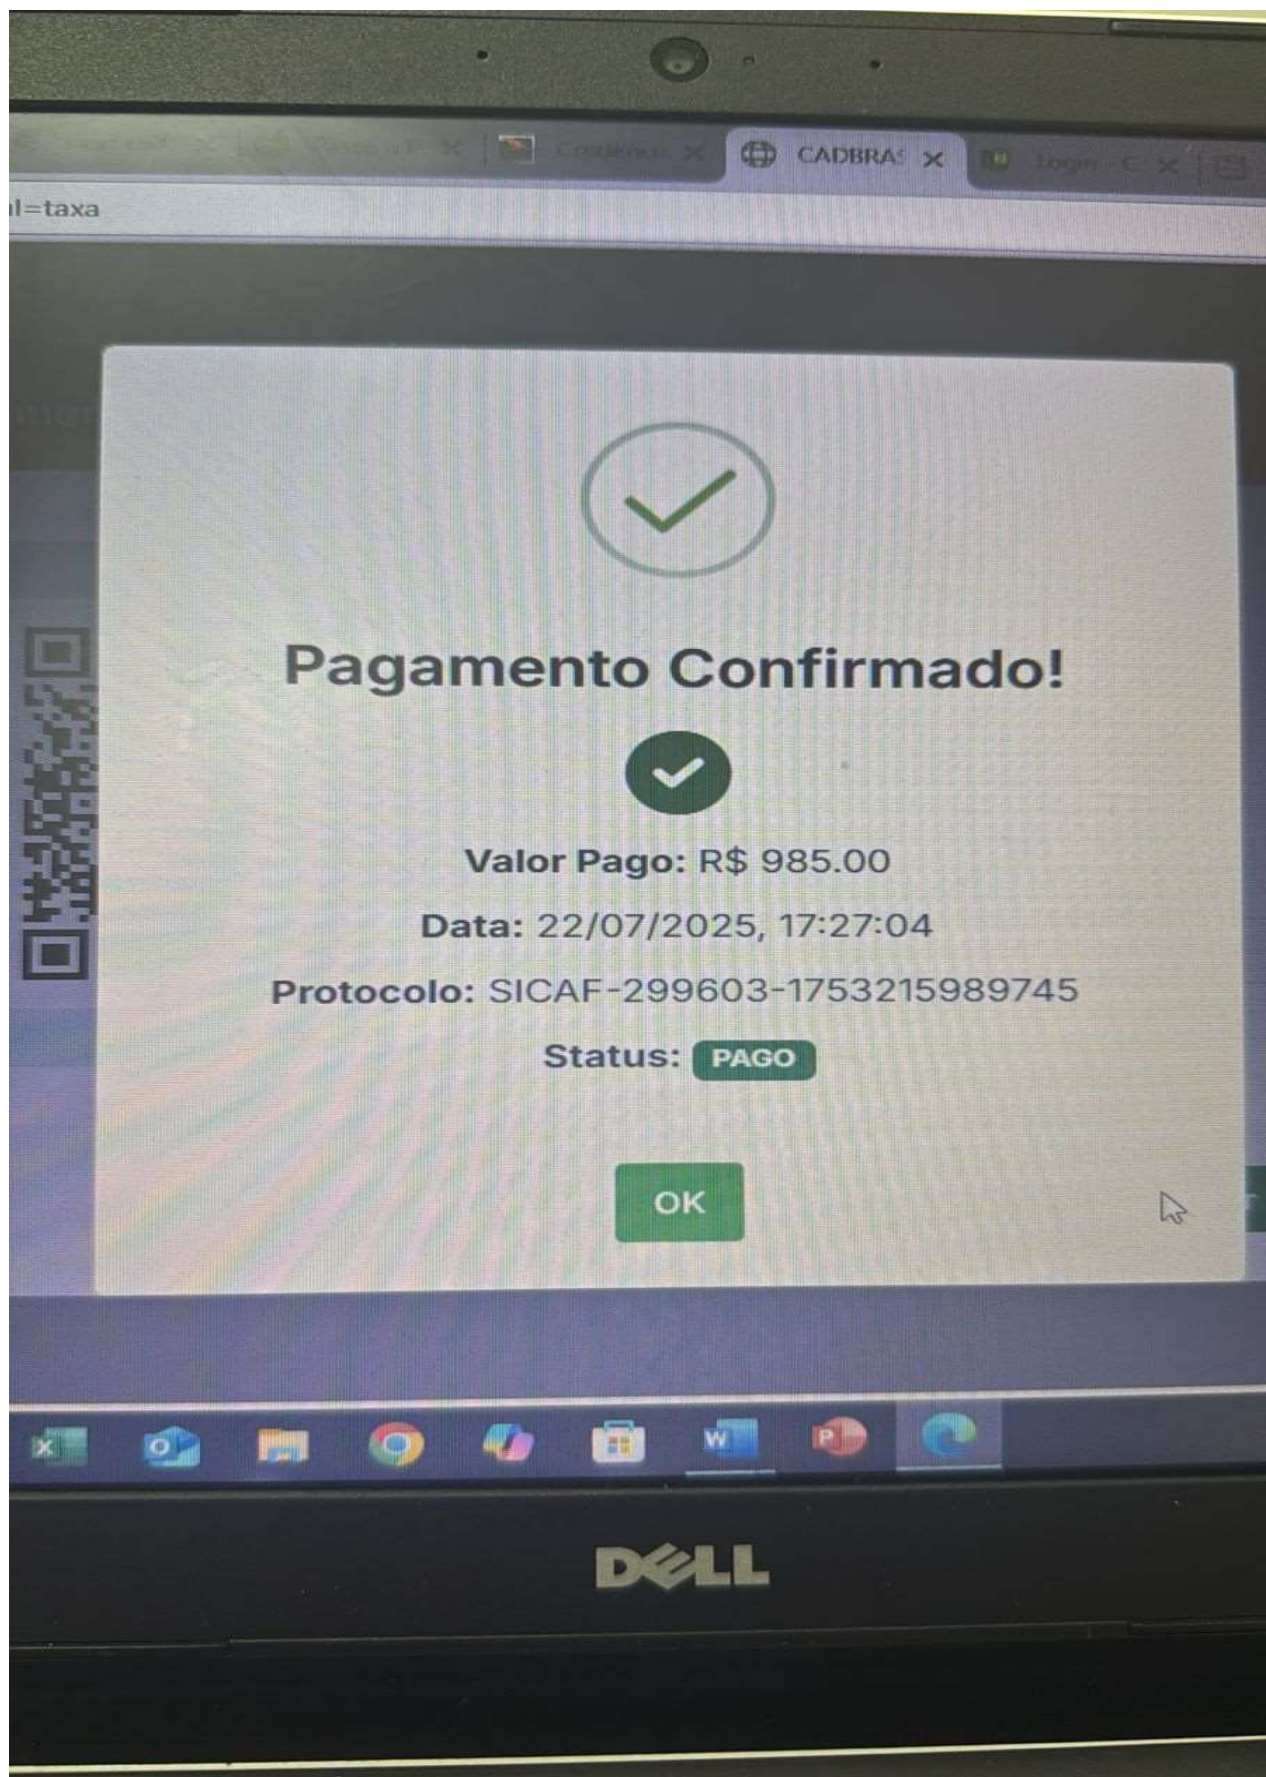 CADBRAS
Login - C
l=taxa
Pagamento Confirmado!
Valor Pago: R$ 985.00
Data: 22/07/2025, 17:27:04
Protocolo: SICAF-299603-1753215989745
Status: PAGO
OK
DELL